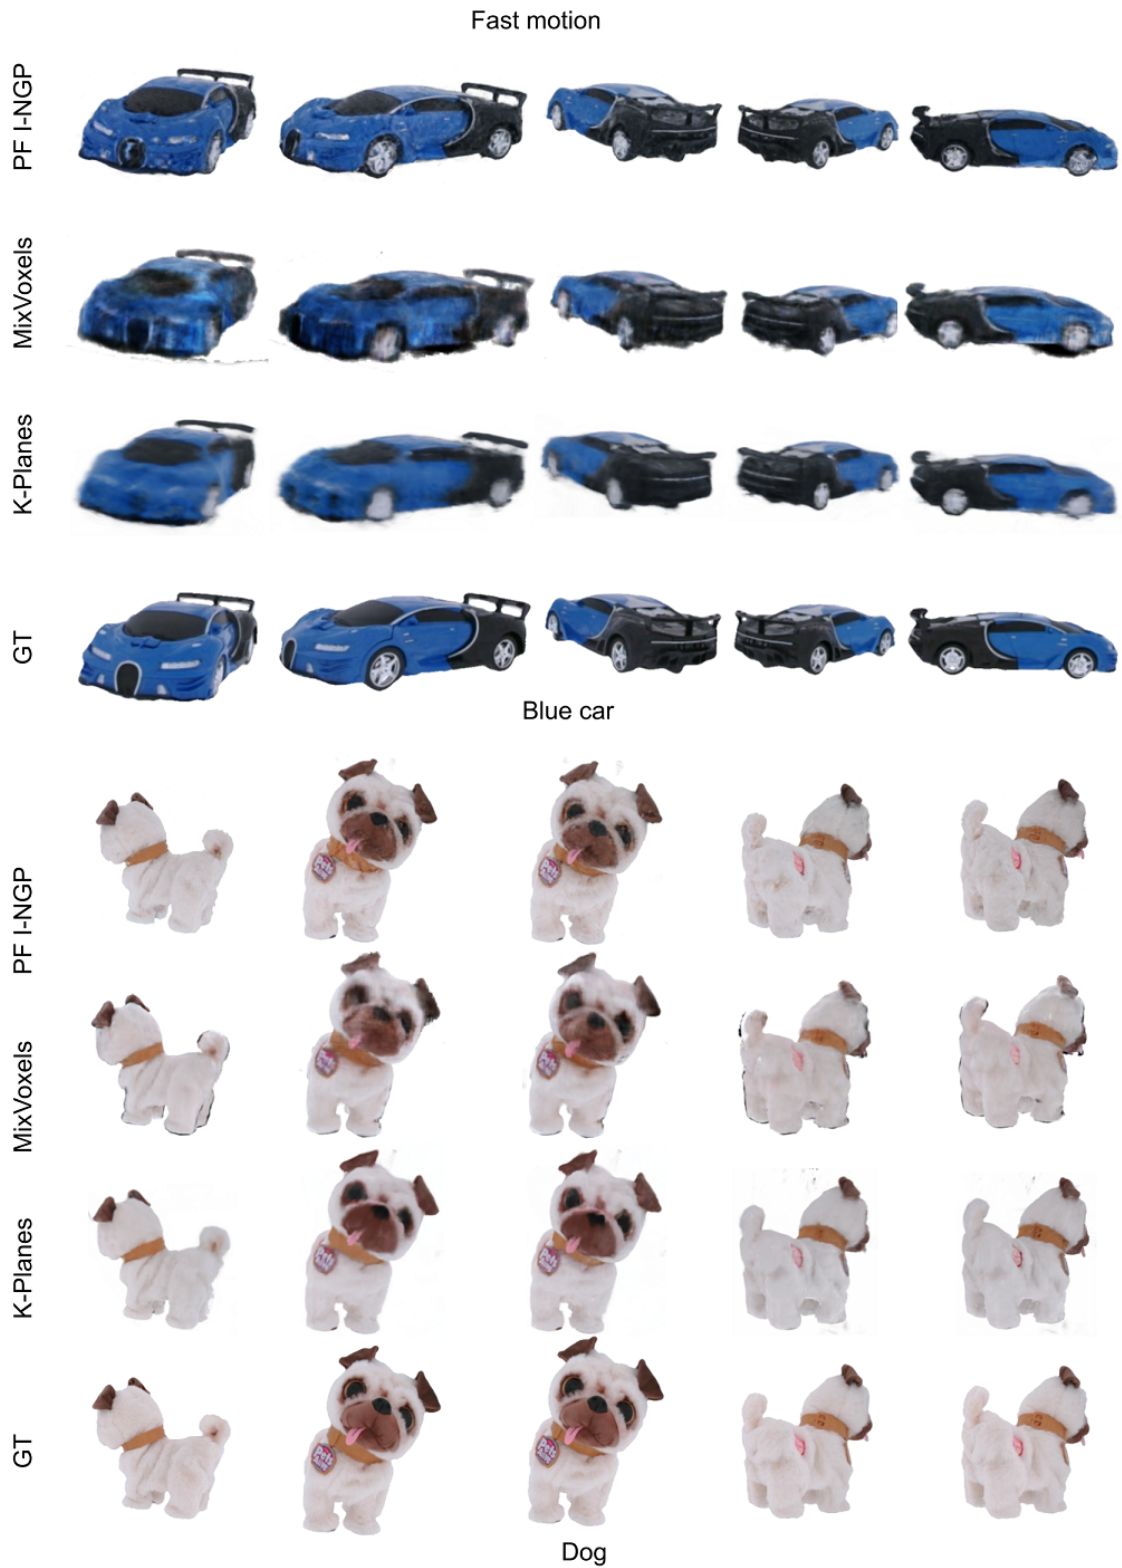 Fast motion
PF I-NGP
MixVoxels
K-Planes
GT
Blue car
PF I-NGP
MixVoxels
K-Planes
GT
Dog